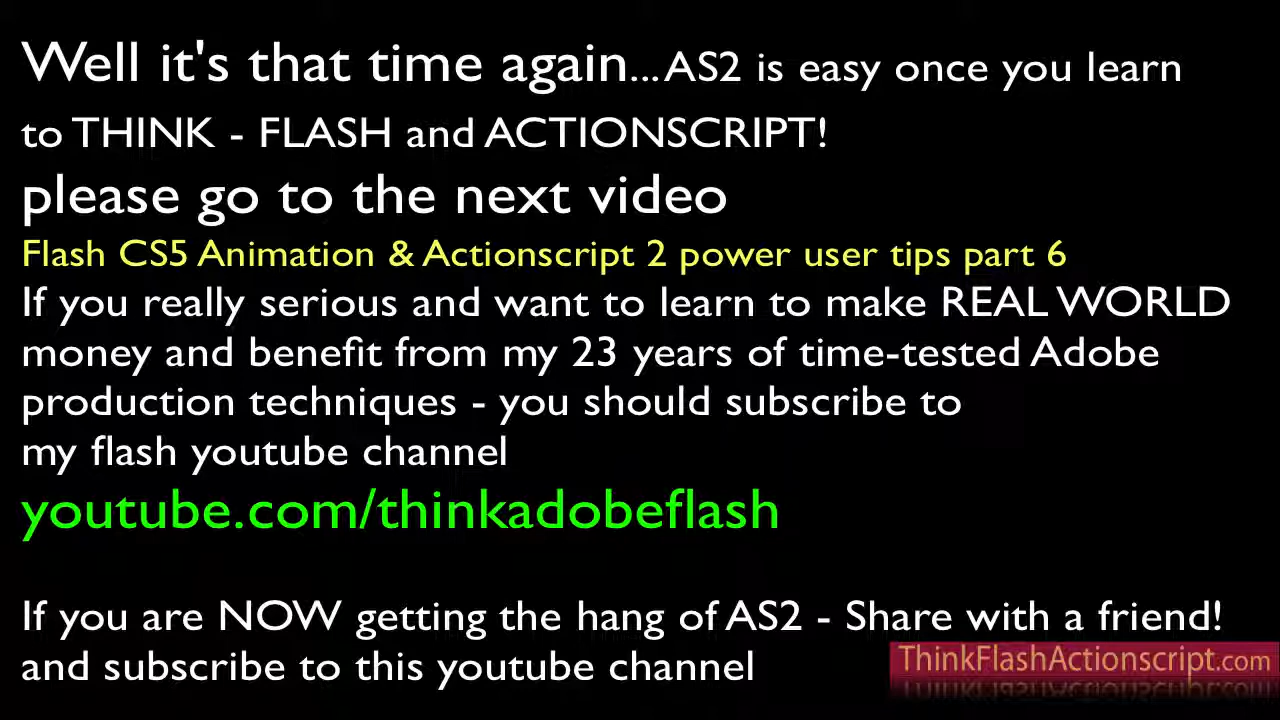 Well it's that time again... AS2 is easy once you learn
to THINK - FLASH and ACTIONSCRIPT!
please go to the next video
Flash CS5 Animation & Actionscript 2 power user tips part 6
If you really serious and want to learn to make REAL WORLD
money and benefit from my 23 years of time-tested Adobe
production techniques - you should subscribe to
my flash youtube channel
youtube.com/thinkadobeflash
If you are NOW getting the hang of AS2 - Share with a friend!
and subscribe to this youtube channel
ThinkFlashActionscript.com